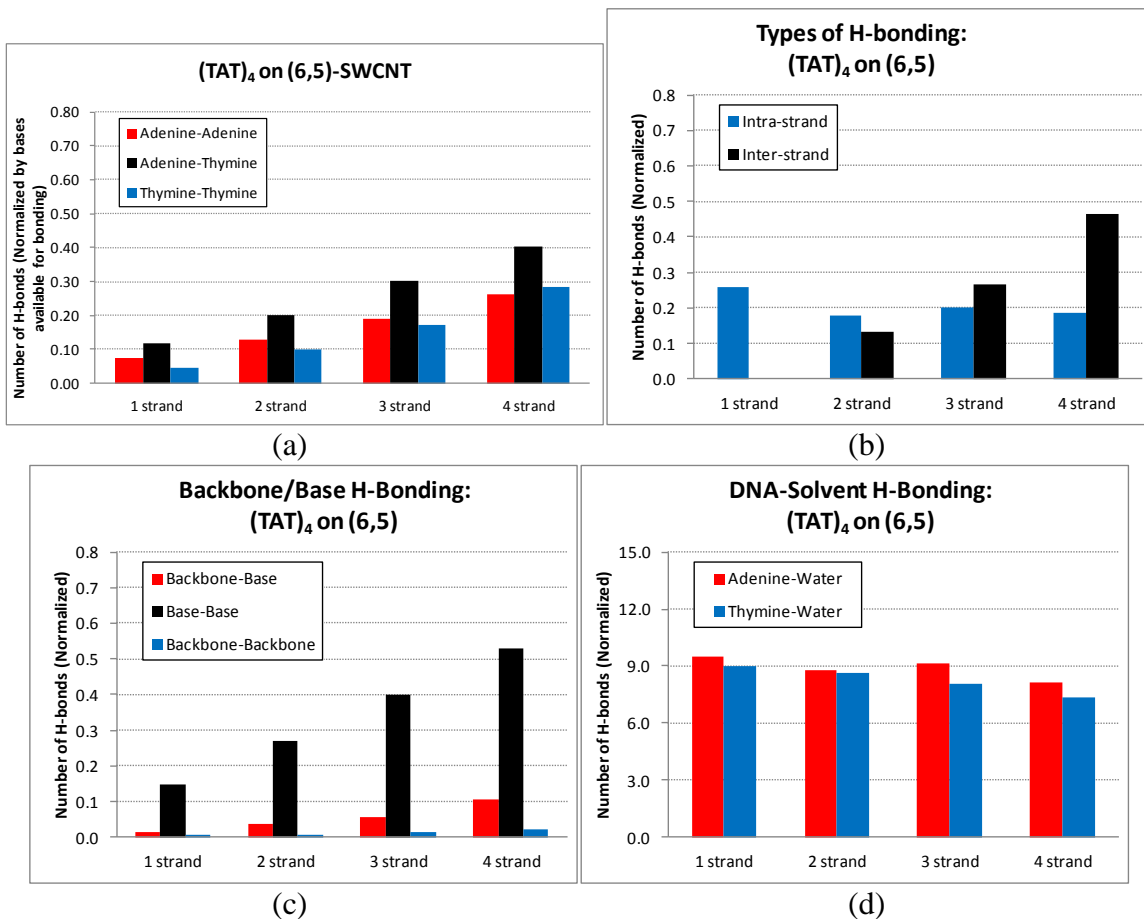 (TAT)4 on (6,5)-SWCNT
Number of H-bonds (Normalized by bases
available for bonding)
0.80
0.70
0.60
0.50
0.40
0.30
0.20
0.10
0.00
Adenine-Adenine
Adenine-Thymine
Thymine-Thymine
1 strand
2 strand
3 strand
4 strand
(a)
Types of H-bonding:
(TAT)4 on (6,5)
Number of H-bonds (Normalized)
0.8
0.7
0.6
0.5
0.4
0.3
0.2
0.1
0.0
Intra-strand
Inter-strand
1 strand
2 strand
3 strand
4 strand
(b)
Backbone/Base H-Bonding:
(TAT)4 on (6,5)
Number of H-bonds (Normalized)
0.8
0.7
0.6
0.5
0.4
0.3
0.2
0.1
0.0
Backbone-Base
Base-Base
Backbone-Backbone
1 strand
2 strand
3 strand
4 strand
(c)
DNA-Solvent H-Bonding:
(TAT)4 on (6,5)
Number of H-bonds (Normalized)
15.0
12.0
9.0
6.0
3.0
0.0
Adenine-Water
Thymine-Water
1 strand
2 strand
3 strand
4 strand
(d)